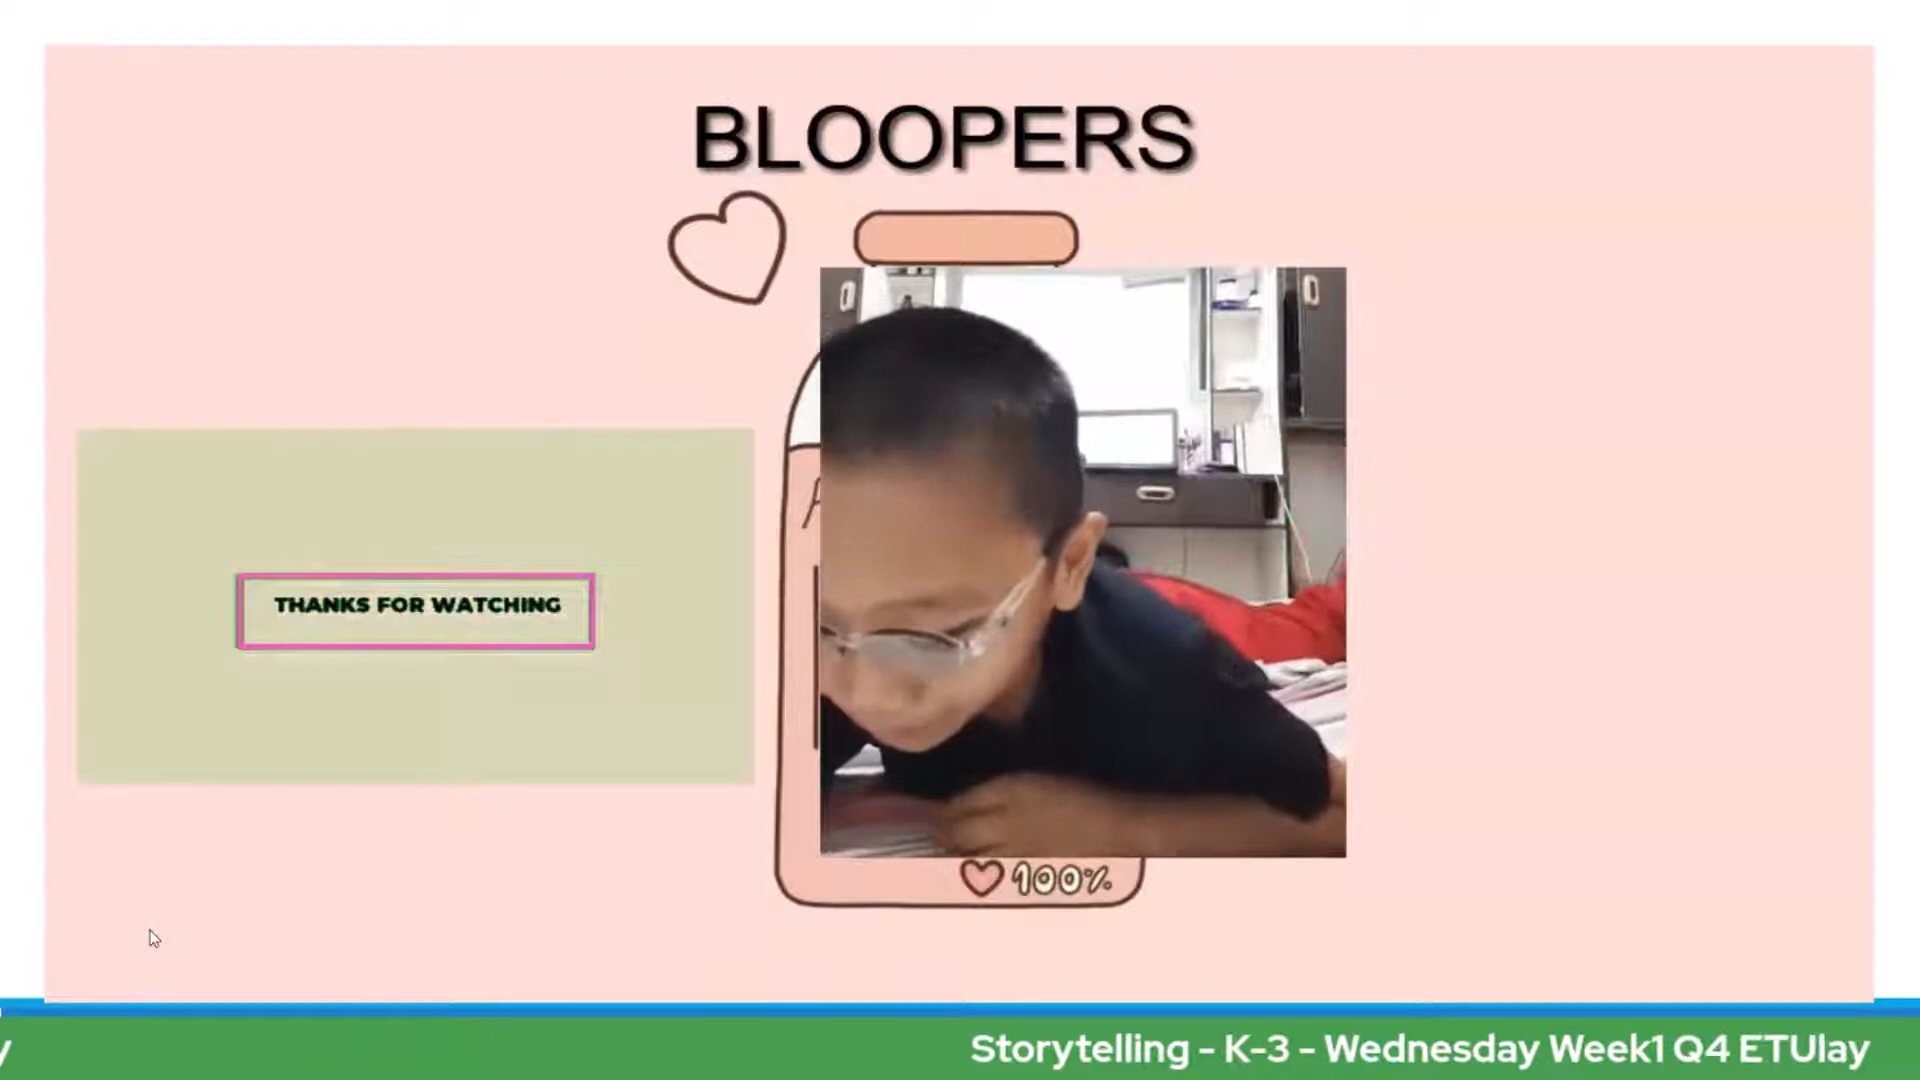 BLOOPERS
THANKS FOR WATCHING
100%
Storytelling - K-3 - Wednesday Week1 Q4 ETUlay